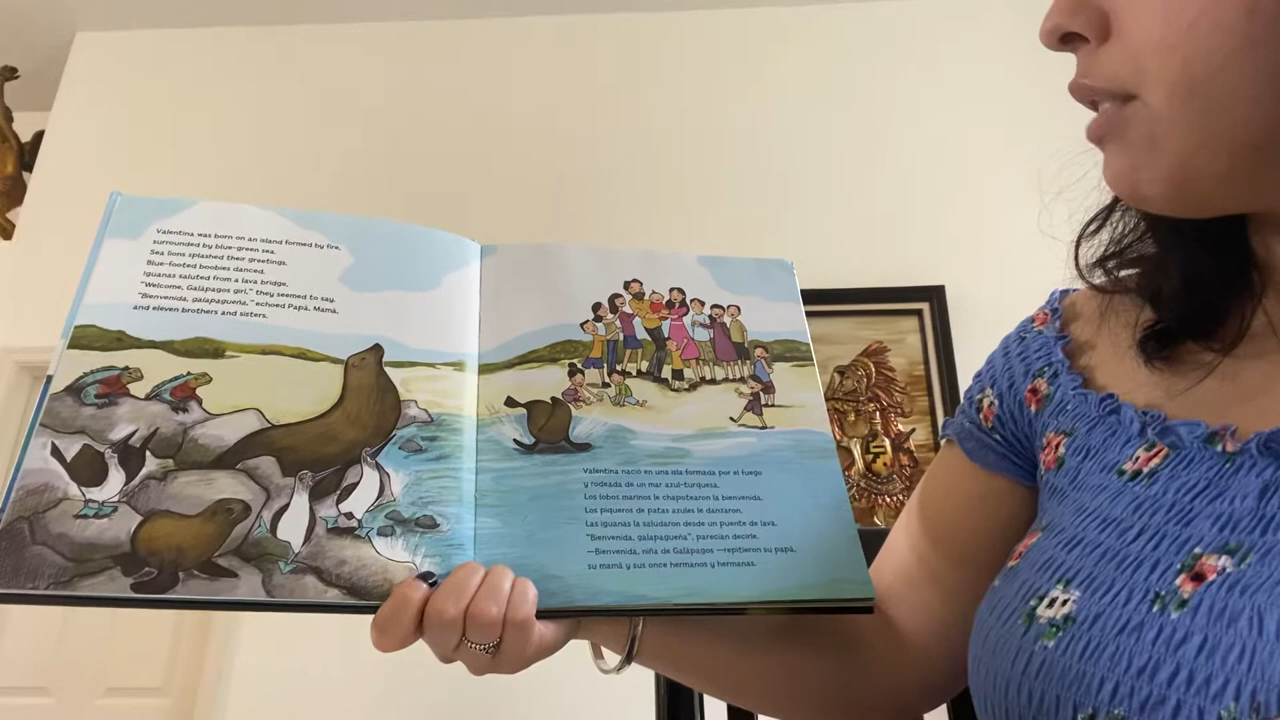 Valentina was born on an island formed by fire,
surrounded by blue-green sea.
Sea lions splashed their greetings.
Blue-footed boobies danced.
Iguanas saluted from a lava bridge.
"Welcome, Galápagos girl," they seemed to say.
"Bienvenida, galapagueña," echoed Papá, Mamá,
and eleven brothers and sisters.
Valentina nació en una isla formada por el fuego
y rodeada de un mar azul-turquesa.
Los lobos marinos le chapotearon la bienvenida.
Los piqueros de patas azules le danzaron.
Las iguanas la saludaron desde un puente de lava.
"Bienvenida, galapagueña", parecían decirle.
—Bienvenida, niña de Galápagos —repitieron su papá,
su mamá y sus once hermanos y hermanas.